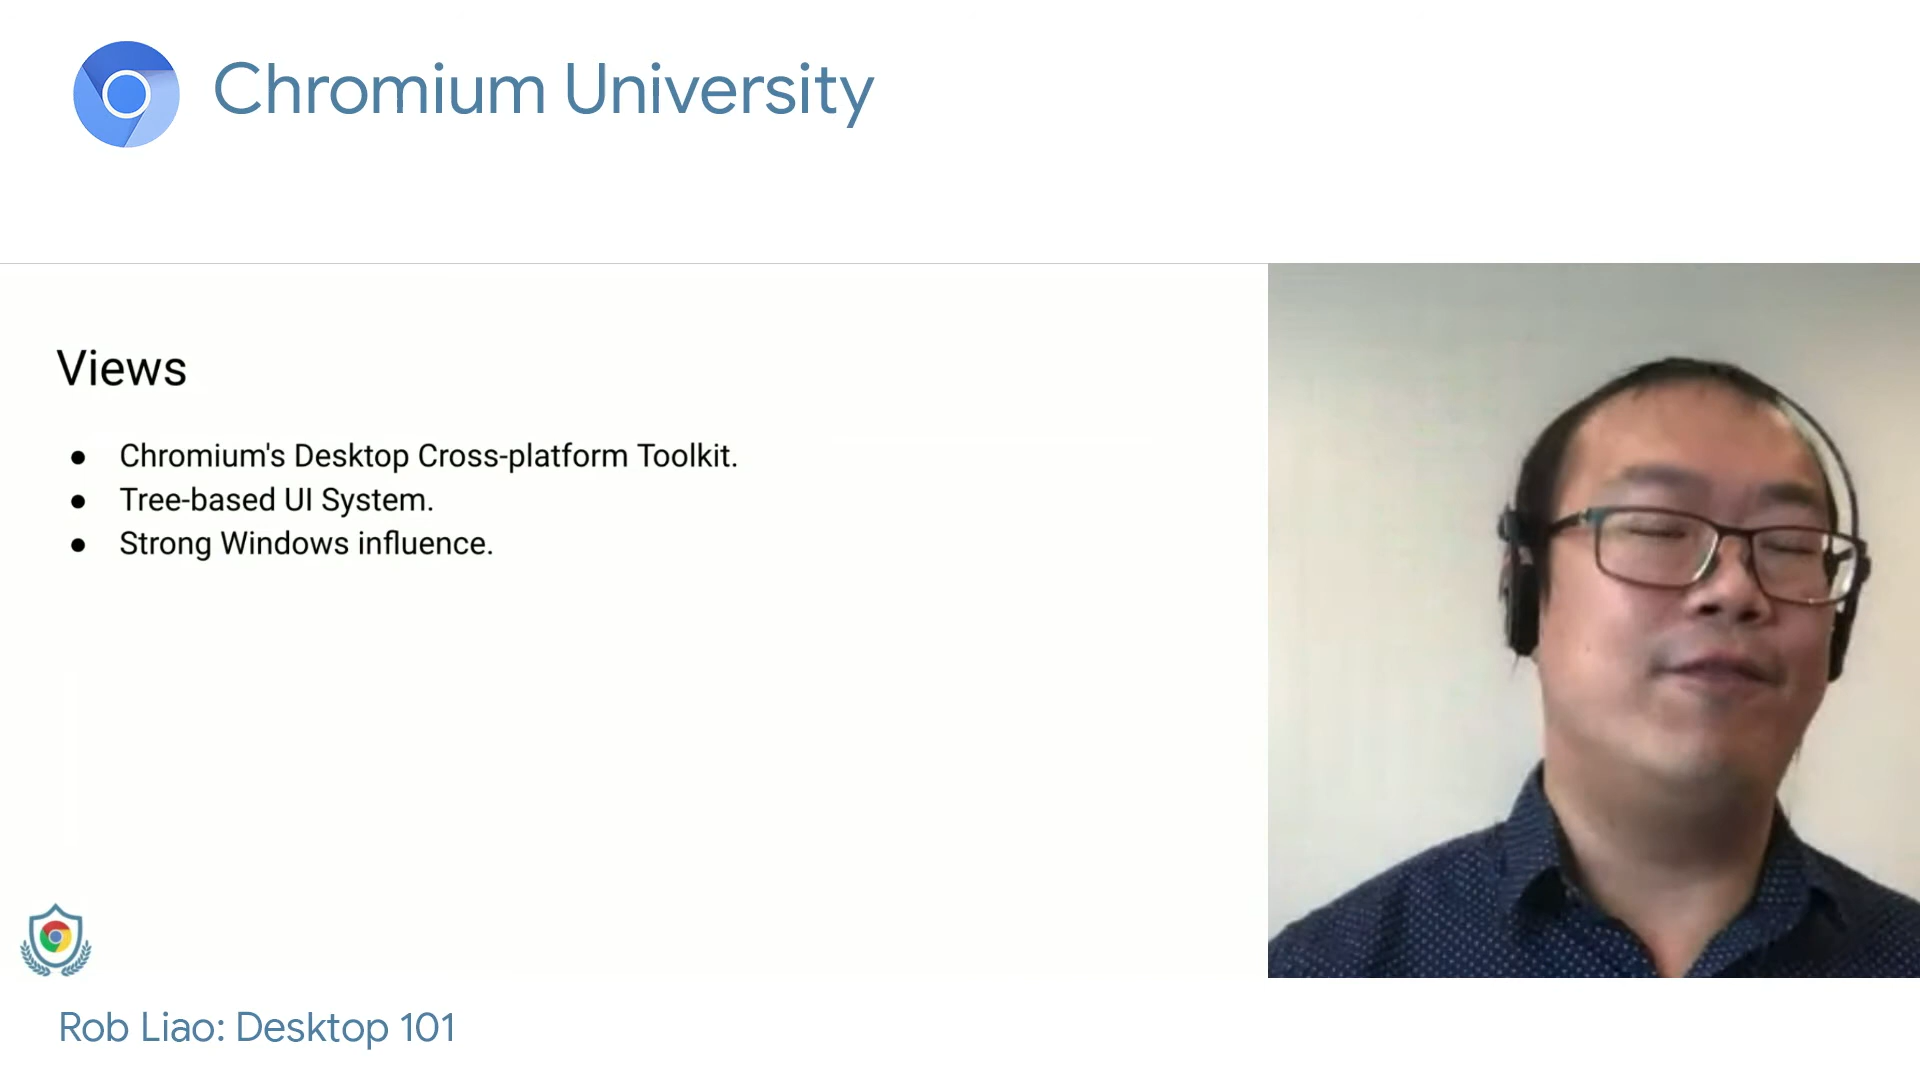 Chromium University
Views
● Chromium's Desktop Cross-platform Toolkit.
● Tree-based UI System.
● Strong Windows influence.
Rob Liao: Desktop 101